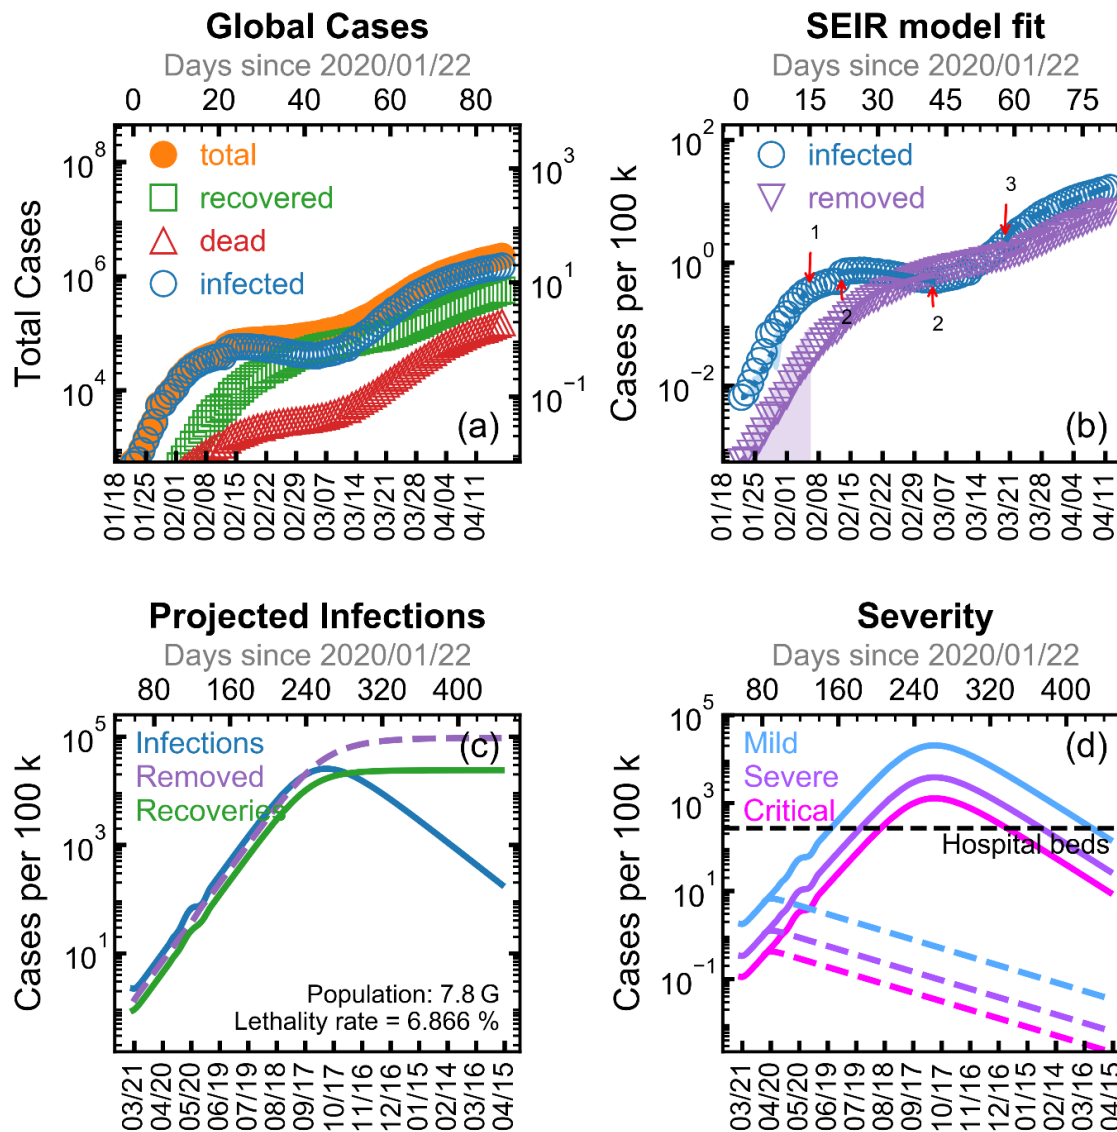 Global Cases
Days since 2020/01/22
0 20 40 60 80
Total Cases
10^8
10^6
10^4
10^3
10^1
10^-1
total
recovered
dead
infected
(a)
01/18
01/25
02/01
02/08
02/15
02/22
02/29
03/07
03/14
03/21
03/28
04/04
04/11
SEIR model fit
Days since 2020/01/22
0 15 30 45 60 75
Cases per 100 k
10^2
10^0
10^-2
infected
removed
1
2
2
3
(b)
01/18
01/25
02/01
02/08
02/15
02/22
02/29
03/07
03/14
03/21
03/28
04/04
04/11
Projected Infections
Days since 2020/01/22
80 160 240 320 400
Cases per 100 k
10^5
10^3
10^1
Infections
Removed
Recoveries
(c)
Population: 7.8 G
Lethality rate = 6.866 %
03/21
04/20
05/20
06/19
07/19
08/18
09/17
10/17
11/16
12/16
01/15
02/14
03/16
04/15
Severity
Days since 2020/01/22
80 160 240 320 400
Cases per 100 k
10^5
10^3
10^1
10^-1
Mild
Severe
Critical
(d)
Hospital beds
03/21
04/20
05/20
06/19
07/19
08/18
09/17
10/17
11/16
12/16
01/15
02/14
03/16
04/15